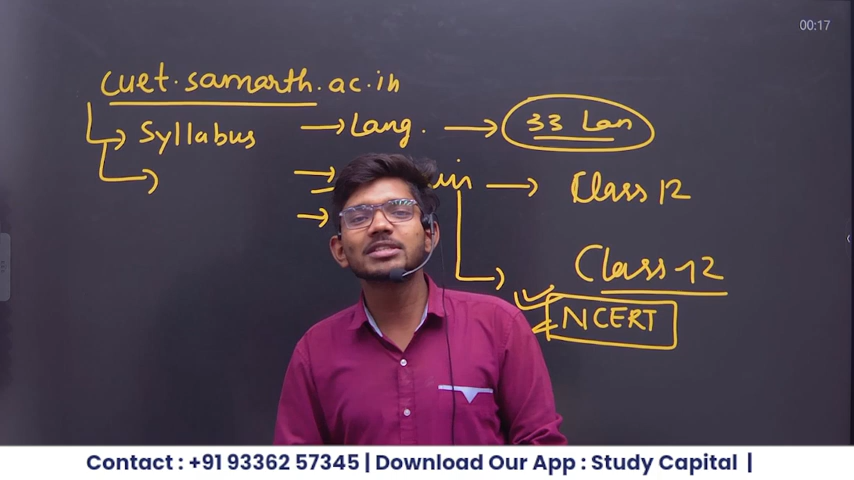 00:17
cuet.samarth.ac.in
Syllabus → Lang. → 33 Lan
→ Class 12
Class 12
NCERT
Contact : +91 93362 57345 | Download Our App : Study Capital |